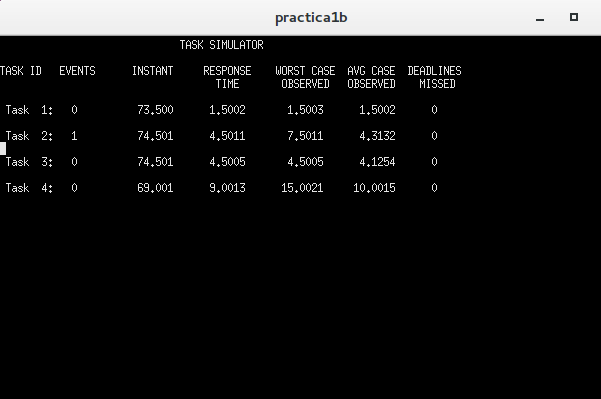 practica1b
TASK SIMULATOR
TASK ID EVENTS INSTANT RESPONSE WORST CASE AVG CASE DEADLINES
TIME OBSERVED OBSERVED MISSED
Task 1: 0 73.500 1.5002 1.5003 1.5002 0
Task 2: 1 74.501 4.5011 7.5011 4.3132 0
Task 3: 0 74.501 4.5005 4.5005 4.1254 0
Task 4: 0 69.001 9.0013 15.0021 10.0015 0